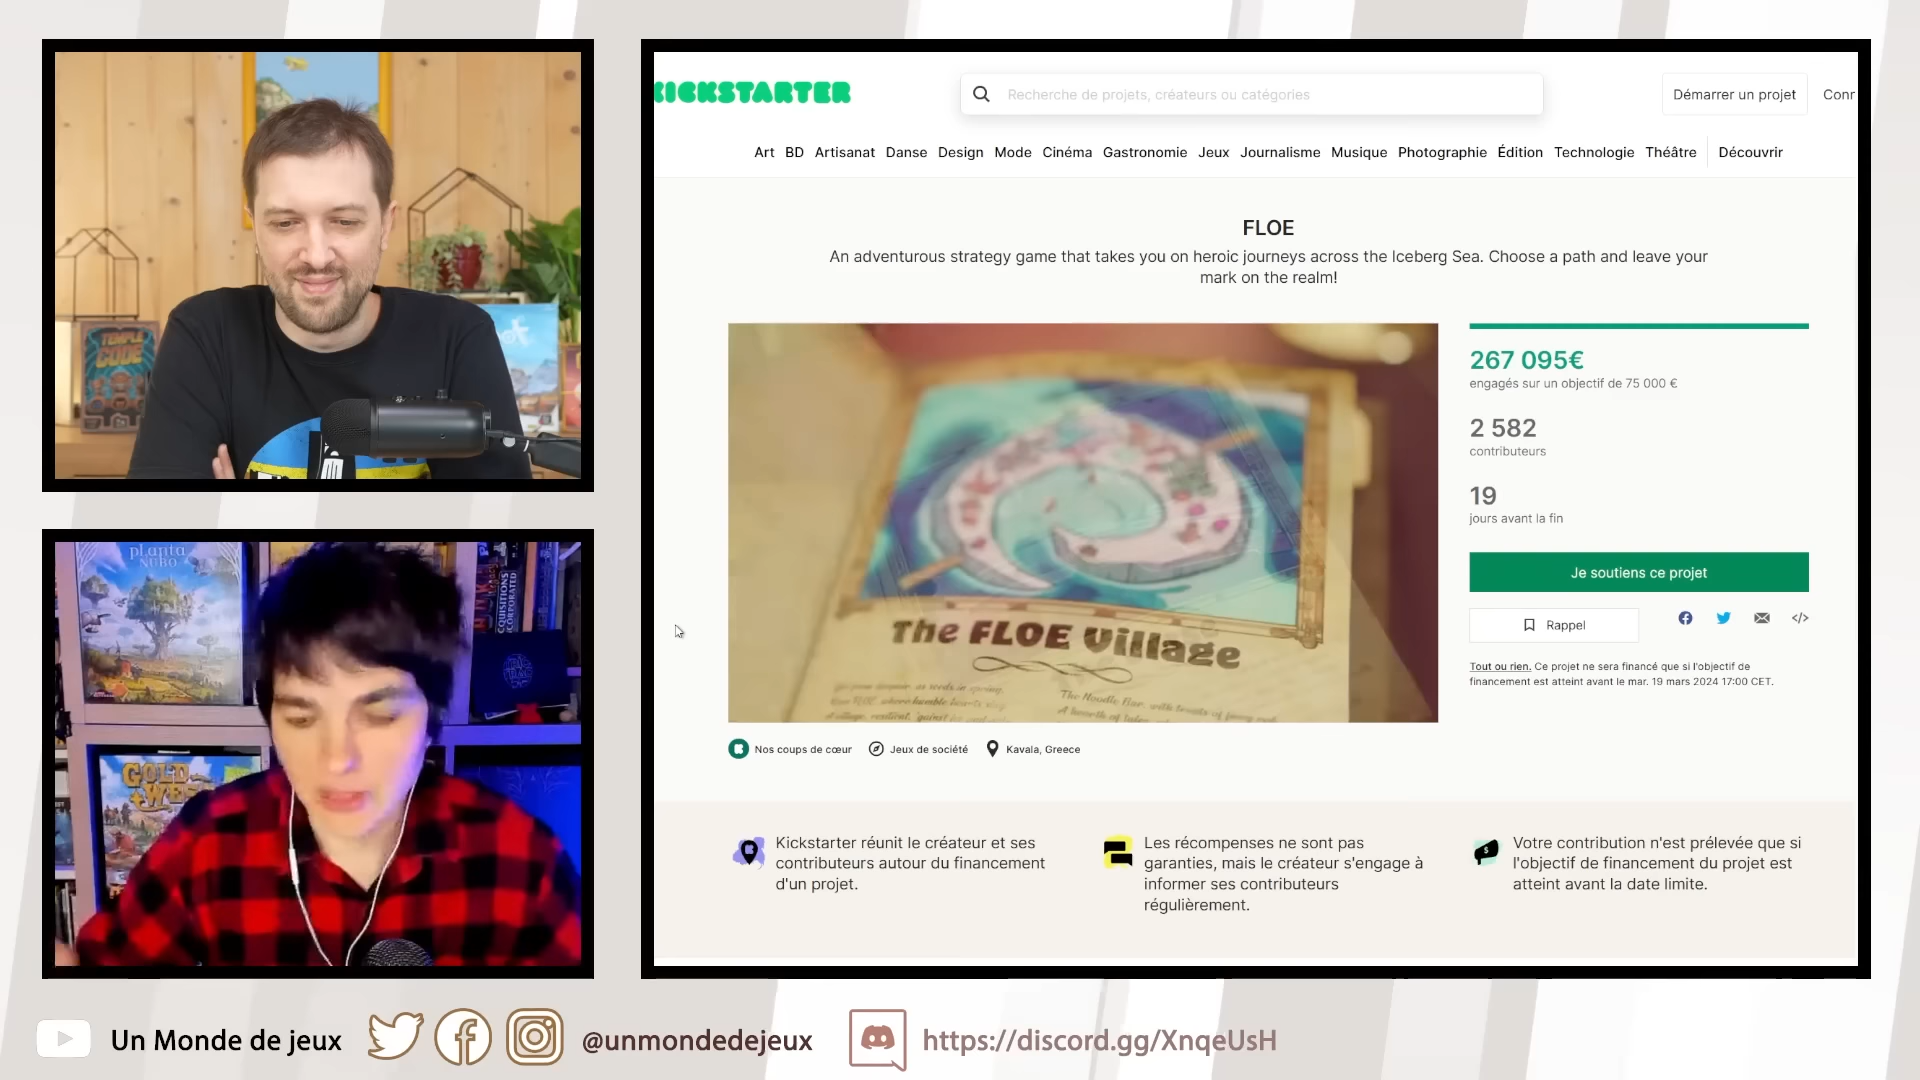 TEMPLE
CODE
planta
NUBO
ACQUISITIONS
INCORPORATED
GOLD
WEST
KICKSTARTER
Recherche de projets, créateurs ou catégories
Démarrer un projet
Conr
Art BD Artisanat Danse Design Mode Cinéma Gastronomie Jeux Journalisme Musique Photographie Édition Technologie Théâtre Découvrir
FLOE
An adventurous strategy game that takes you on heroic journeys across the Iceberg Sea. Choose a path and leave your
mark on the realm!
The FLOE Village
267 095€
engagés sur un objectif de 75 000 €
2 582
contributeurs
19
jours avant la fin
Je soutiens ce projet
Rappel
Tout ou rien. Ce projet ne sera financé que si l'objectif de
financement est atteint avant le mar. 19 mars 2024 17:00 CET.
Nos coups de cœur Jeux de société Kavala, Greece
Kickstarter réunit le créateur et ses
contributeurs autour du financement
d'un projet.
Les récompenses ne sont pas
garanties, mais le créateur s'engage à
informer ses contributeurs
régulièrement.
Votre contribution n'est prélevée que si
l'objectif de financement du projet est
atteint avant la date limite.
Un Monde de jeux @unmondedejeux https://discord.gg/XnqeUsH